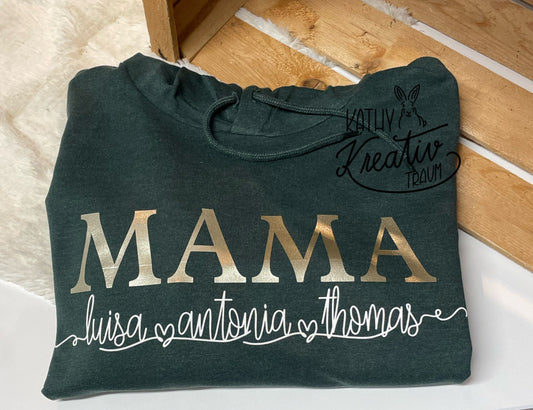 KATHY
Kreativ
TRAUM
MAMA
luisa antonia thomas